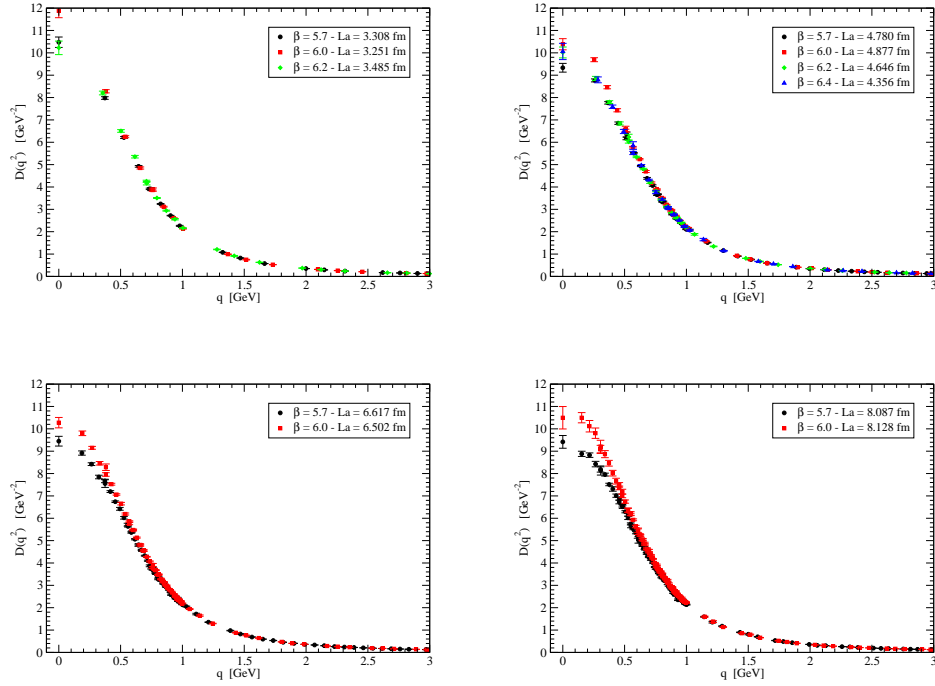 12
11
10
9
8
7
6
5
4
3
2
1
0
D(q²) [GeV⁻²]
β = 5.7 - La = 3.308 fm
β = 6.0 - La = 3.251 fm
β = 6.2 - La = 3.485 fm
0 0.5 1 1.5 2 2.5 3
q [GeV]
12
11
10
9
8
7
6
5
4
3
2
1
0
D(q²) [GeV⁻²]
β = 5.7 - La = 4.780 fm
β = 6.0 - La = 4.877 fm
β = 6.2 - La = 4.646 fm
β = 6.4 - La = 4.356 fm
0 0.5 1 1.5 2 2.5 3
q [GeV]
12
11
10
9
8
7
6
5
4
3
2
1
0
D(q²) [GeV⁻²]
β = 5.7 - La = 6.617 fm
β = 6.0 - La = 6.502 fm
0 0.5 1 1.5 2 2.5 3
q [GeV]
12
11
10
9
8
7
6
5
4
3
2
1
0
D(q²) [GeV⁻²]
β = 5.7 - La = 8.087 fm
β = 6.0 - La = 8.128 fm
0 0.5 1 1.5 2 2.5 3
q [GeV]